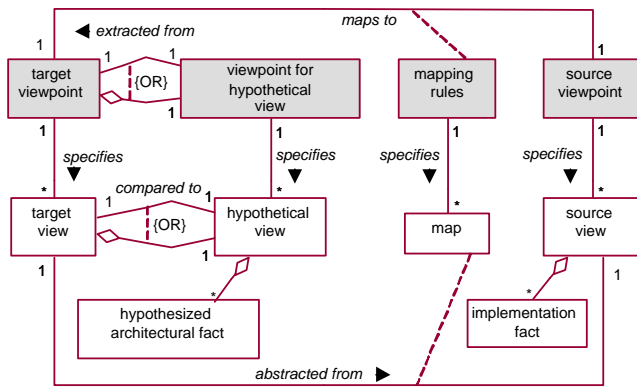 maps to
extracted from
1
1
1
1
target
viewpoint
{OR}
viewpoint for
hypothetical
view
mapping
rules
source
viewpoint
1
1
1
1
1
specifies
specifies
specifies
specifies
*
compared to
*
*
*
target
view
1
{OR}
1
hypothetical
view
map
source
view
1
1
1
*
hypothesized
architectural fact
*
implementation
fact
abstracted from